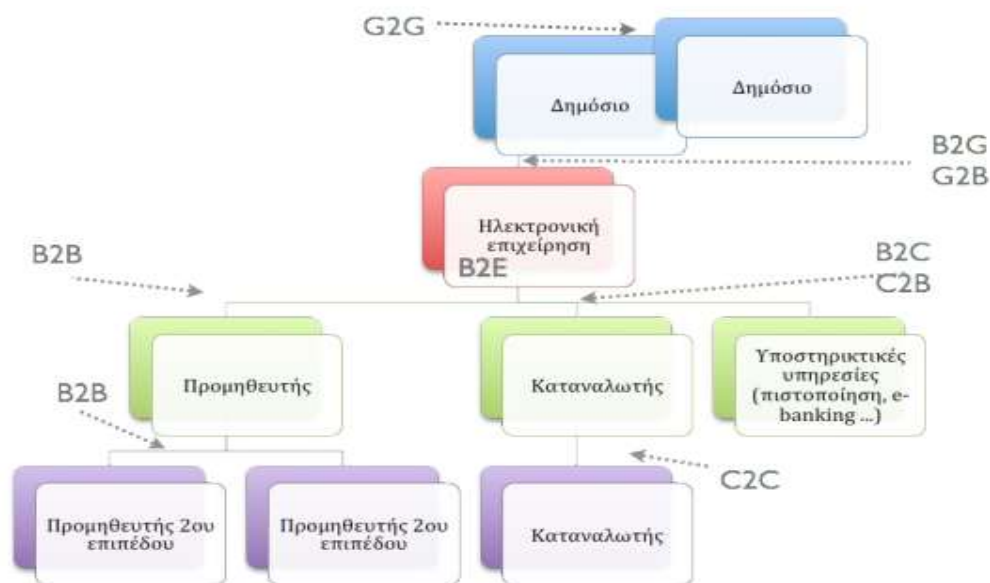 G2G
Δημόσιο
Δημόσιο
B2G
G2B
Ηλεκτρονική
επιχείρηση
B2E
B2B
B2C
C2B
Προμηθευτής
Καταναλωτής
Υποστηρικτικές
υπηρεσίες
(πιστοποίηση, e-
banking ...)
B2B
C2C
Προμηθευτής 2ου
επιπέδου
Προμηθευτής 2ου
επιπέδου
Καταναλωτής